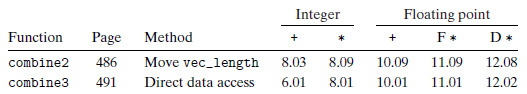 Integer Floating point
Function Page Method + * + F * D *
combine2 486 Move vec_length 8.03 8.09 10.09 11.09 12.08
combine3 491 Direct data access 6.01 8.01 10.01 11.01 12.02